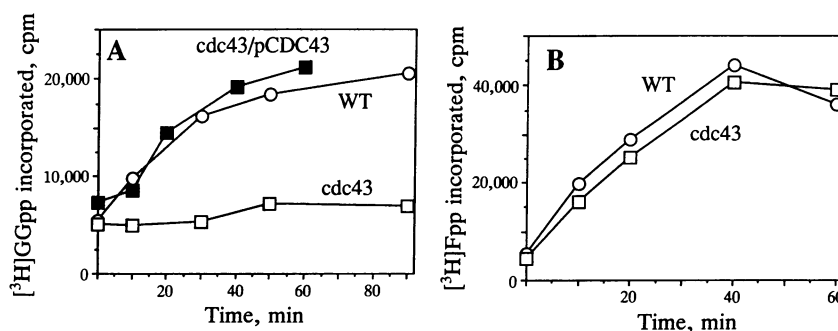 A
cdc43/pCDC43
WT
cdc43
[³H]GGpp incorporated, cpm
20,000
10,000
0
0 20 40 60 80
Time, min
B
WT
cdc43
[³H]Fpp incorporated, cpm
40,000
20,000
0
20 40 60
Time, min